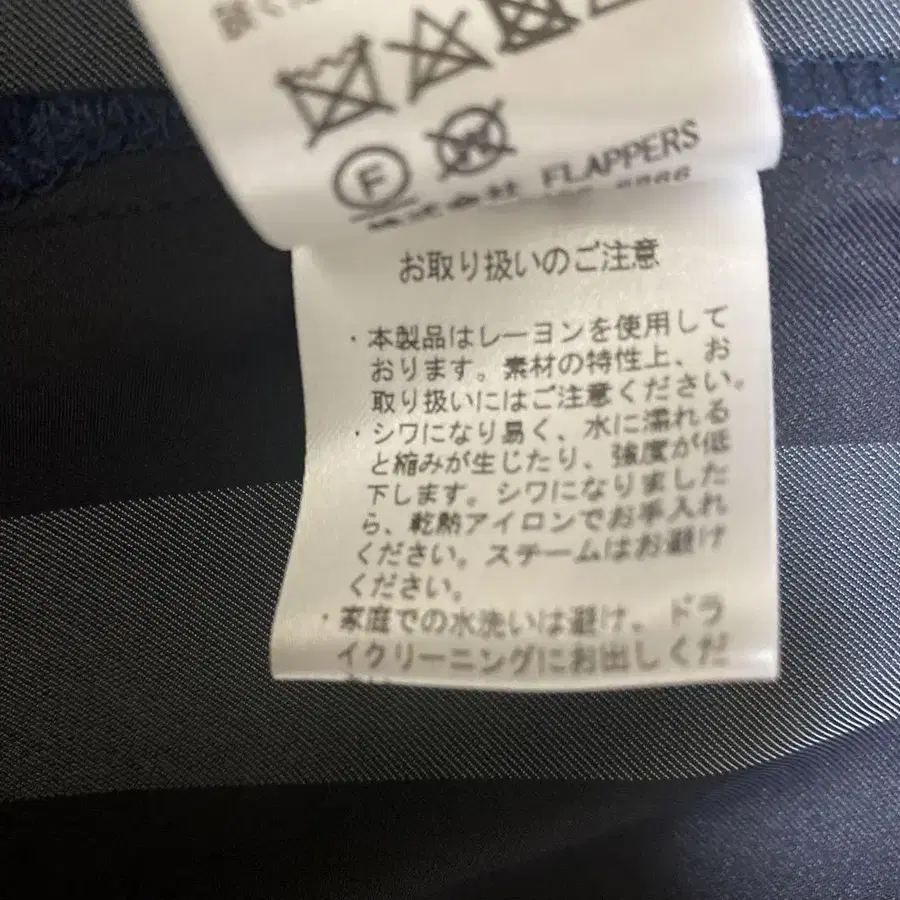 F
株式会社 FLAPPERS
お取り扱いのご注意
・本製品はレーヨンを使用して
おります。素材の特性上、お
取り扱いにはご注意ください。
・シワになり易く、水に濡れる
と縮みが生じたり、強度が低
下します。シワになりました
ら、乾熱アイロンでお手入れ
ください。スチームはお避け
ください。
・家庭での水洗いは避け、ドラ
イクリーニングにお出しくだ